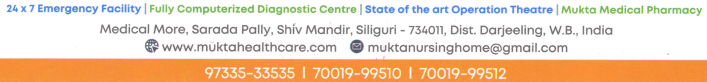 24 x 7 Emergency Facility | Fully Computerized Diagnostic Centre | State of the art Operation Theatre | Mukta Medical Pharmacy
Medical More, Sarada Pally, Shiv Mandir, Siliguri - 734011, Dist. Darjeeling, W.B., India
www.muktahealthcare.com muktanursinghome@gmail.com
97335-33535 | 70019-99510 | 70019-99512